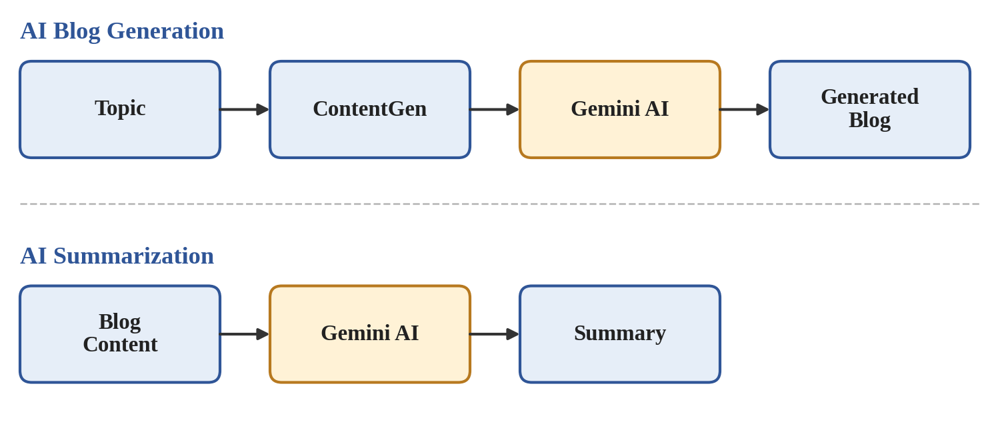 AI Blog Generation
Topic
ContentGen
Gemini AI
Generated
Blog
AI Summarization
Blog
Content
Gemini AI
Summary